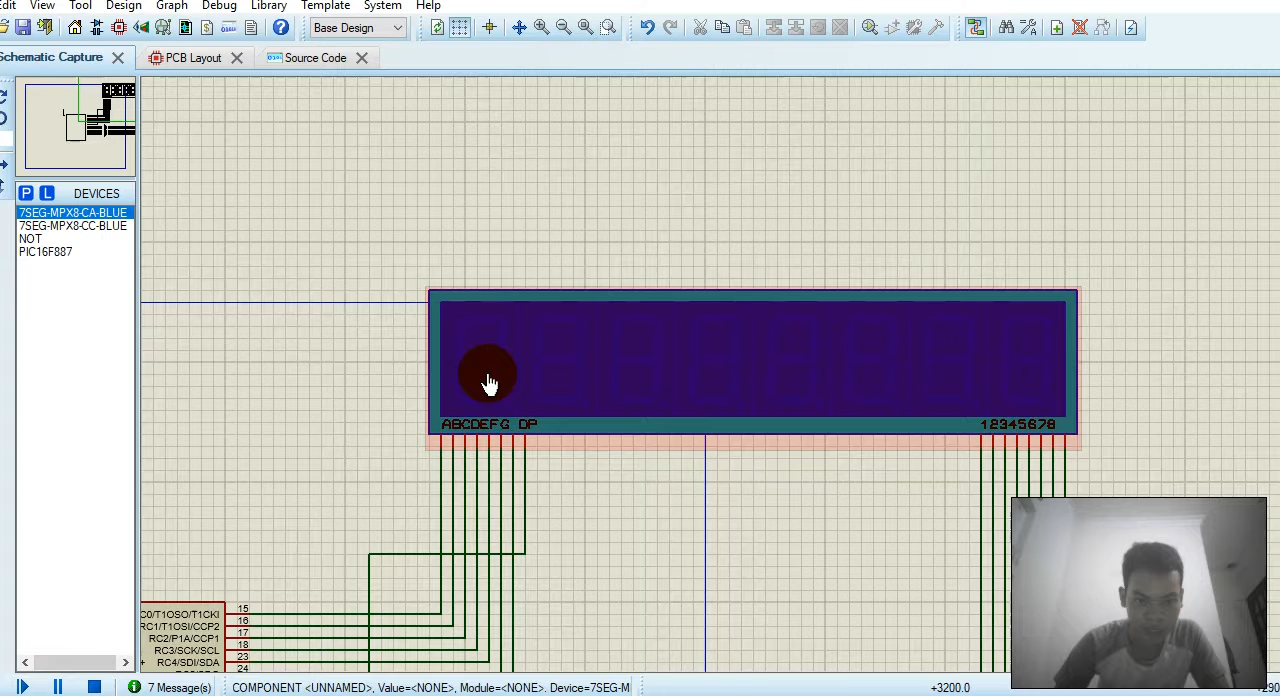 Edit View Tool Design Graph Debug Library Template System Help
Base Design
Schematic Capture PCB Layout Source Code
P L DEVICES
7SEG-MPX8-CA-BLUE
7SEG-MPX8-CC-BLUE
NOT
PIC16F887
ABCDEFG DP
12345678
C0/T1OSO/T1CKI 15
RC1/T1OSI/CCP2 16
RC2/P1A/CCP1 17
RC3/SCK/SCL 18
RC4/SDI/SDA 23
24
7 Message(s) COMPONENT <UNNAMED>, Value=<NONE>, Module=<NONE>. Device=7SEG-M +3200.0